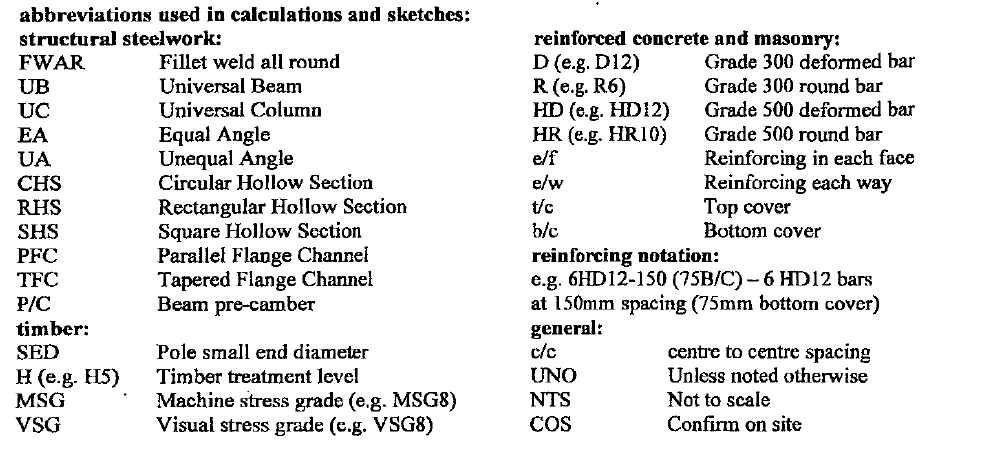 abbreviations used in calculations and sketches:
structural steelwork:
FWAR Fillet weld all round
UB Universal Beam
UC Universal Column
EA Equal Angle
UA Unequal Angle
CHS Circular Hollow Section
RHS Rectangular Hollow Section
SHS Square Hollow Section
PFC Parallel Flange Channel
TFC Tapered Flange Channel
P/C Beam pre-camber
timber:
SED Pole small end diameter
H (e.g. H5) Timber treatment level
MSG Machine stress grade (e.g. MSG8)
VSG Visual stress grade (e.g. VSG8)
reinforced concrete and masonry:
D (e.g. D12) Grade 300 deformed bar
R (e.g. R6) Grade 300 round bar
HD (e.g. HD12) Grade 500 deformed bar
HR (e.g. HR10) Grade 500 round bar
e/f Reinforcing in each face
e/w Reinforcing each way
t/c Top cover
b/c Bottom cover
reinforcing notation:
e.g. 6HD12-150 (75B/C) – 6 HD12 bars
at 150mm spacing (75mm bottom cover)
general:
c/c centre to centre spacing
UNO Unless noted otherwise
NTS Not to scale
COS Confirm on site